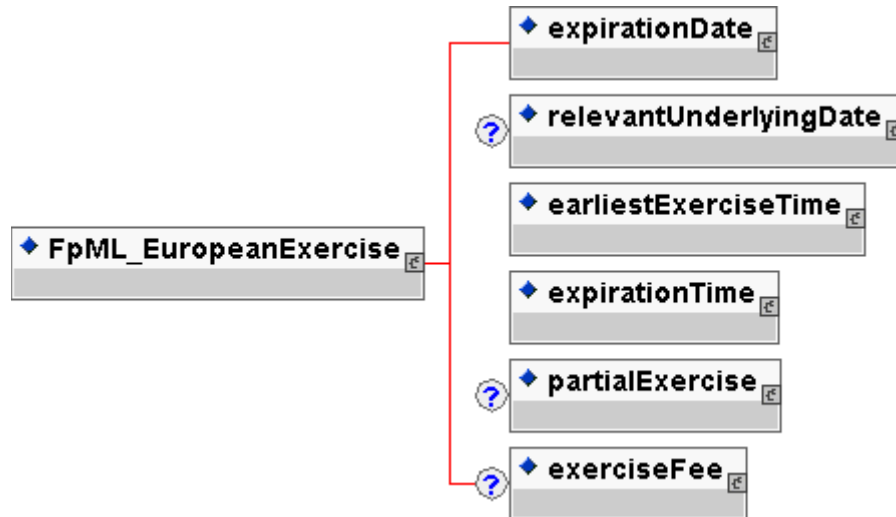 expirationDate
?
relevantUnderlyingDate
earliestExerciseTime
FpML_EuropeanExercise
expirationTime
?
partialExercise
?
exerciseFee